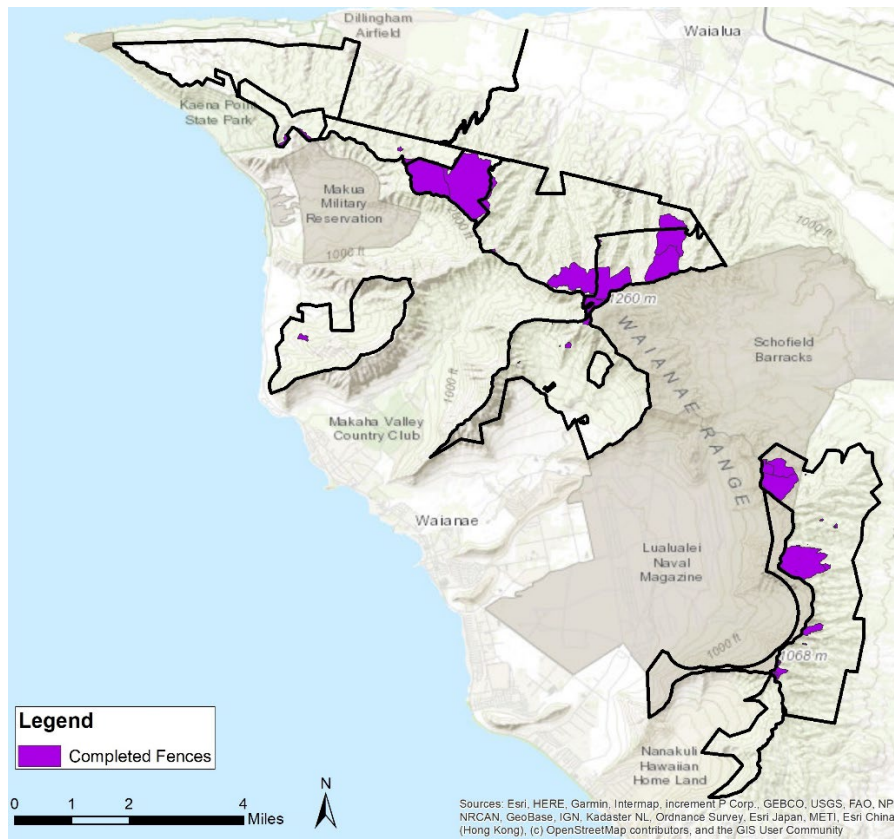 Dillingham
Airfield
Waialua
Kaena Point
State Park
Makua
Military
Reservation
1000 ft
1000 ft
1260 m
WAIANAE RANGE
Schofield
Barracks
1000 ft
Makaha Valley
Country Club
Waianae
Lualualei
Naval
Magazine
1000 ft
1068 m
Nanakuli
Hawaiian
Home Land
Legend
Completed Fences
N
0 1 2 4
Miles
Sources: Esri, HERE, Garmin, Intermap, increment P Corp., GEBCO, USGS, FAO, NP
NRCAN, GeoBase, IGN, Kadaster NL, Ordnance Survey, Esri Japan, METI, Esri China
(Hong Kong), (c) OpenStreetMap contributors, and the GIS User Community